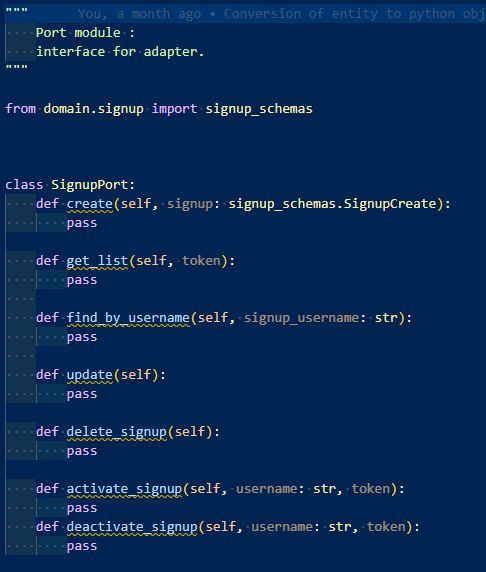 """    You, a month ago • Conversion of entity to python obj
    Port module :
    interface for adapter.
"""

from domain.signup import signup_schemas



class SignupPort:
    def create(self, signup: signup_schemas.SignupCreate):
        pass

    def get_list(self, token):
        pass

    def find_by_username(self, signup_username: str):
        pass

    def update(self):
        pass

    def delete_signup(self):
        pass

    def activate_signup(self, username: str, token):
        pass
    def deactivate_signup(self, username: str, token):
        pass